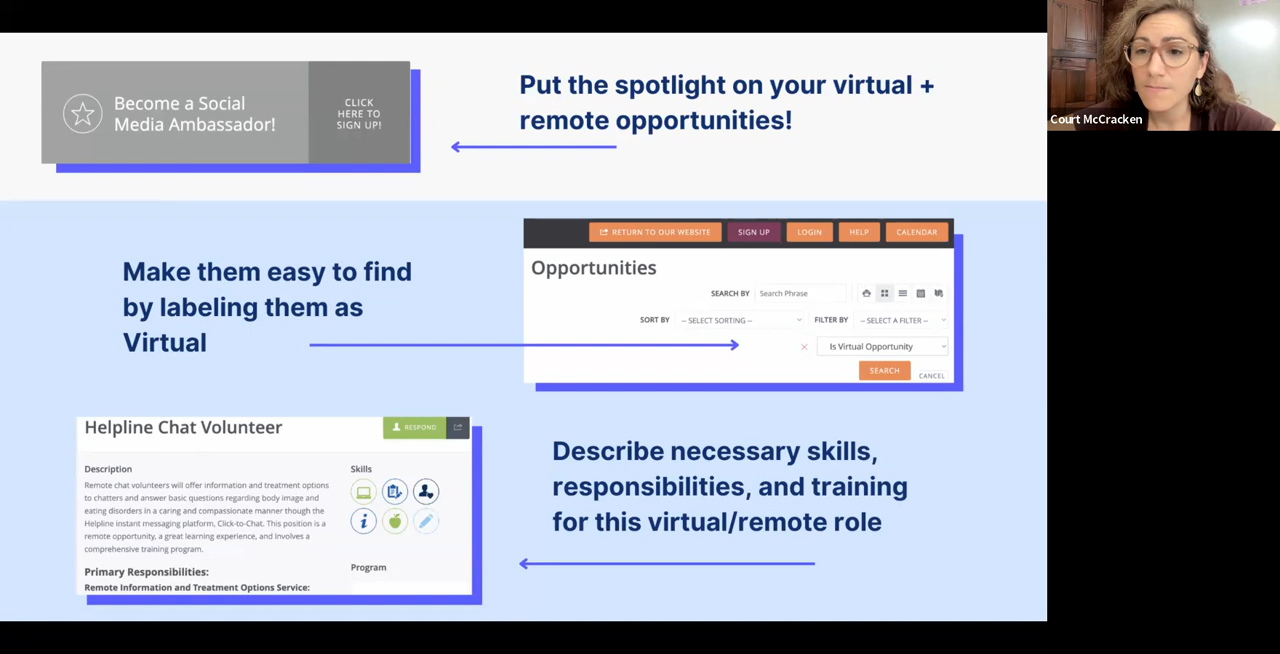 Become a Social
Media Ambassador!
CLICK
HERE TO
SIGN UP!
Put the spotlight on your virtual +
remote opportunities!
Court McCracken
Make them easy to find
by labeling them as
Virtual
RETURN TO OUR WEBSITE
SIGN UP
LOGIN
HELP
CALENDAR
Opportunities
SEARCH BY Search Phrase
SORT BY -- SELECT SORTING -- FILTER BY -- SELECT A FILTER --
Is Virtual Opportunity
SEARCH CANCEL
Helpline Chat Volunteer
RESPOND
Description
Remote chat volunteers will offer information and treatment options
to chatters and answer basic questions regarding body image and
eating disorders in a caring and compassionate manner though the
Helpline instant messaging platform, Click-to-Chat. This position is a
remote opportunity, a great learning experience, and involves a
comprehensive training program.
Primary Responsibilities:
Remote Information and Treatment Options Service:
Skills
Program
Describe necessary skills,
responsibilities, and training
for this virtual/remote role